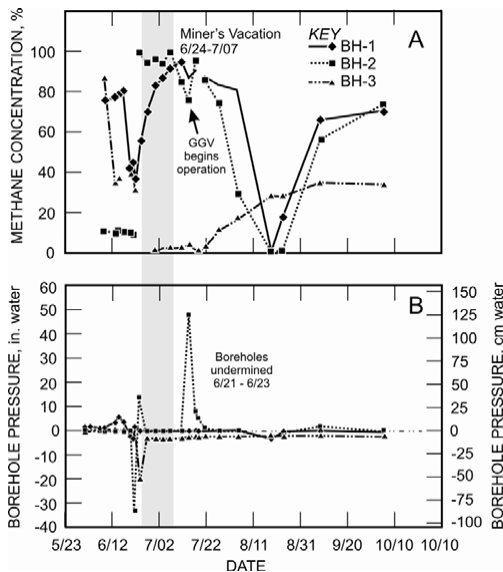 METHANE CONCENTRATION, %
100
80
60
40
20
0
Miner's Vacation
6/24-7/07
KEY
BH-1
BH-2
BH-3
A
GGV
begins
operation
BOREHOLE PRESSURE, in. water
60
50
40
30
20
10
0
-10
-20
-30
-40
B
Boreholes
undermined
6/21 - 6/23
150
125
100
75
50
25
0
-25
-50
-75
-100
BOREHOLE PRESSURE, cm water
5/23 6/12 7/02 7/22 8/11 8/31 9/20 10/10 10/10
DATE